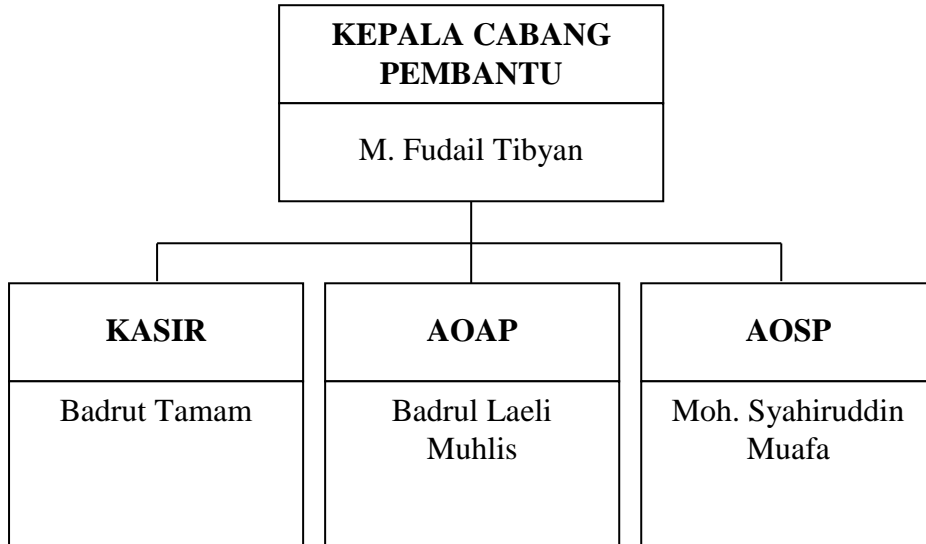 KEPALA CABANG
PEMBANTU
M. Fudail Tibyan
KASIR
AOAP
AOSP
Badrut Tamam
Badrul Laeli
Muhlis
Moh. Syahiruddin
Muafa